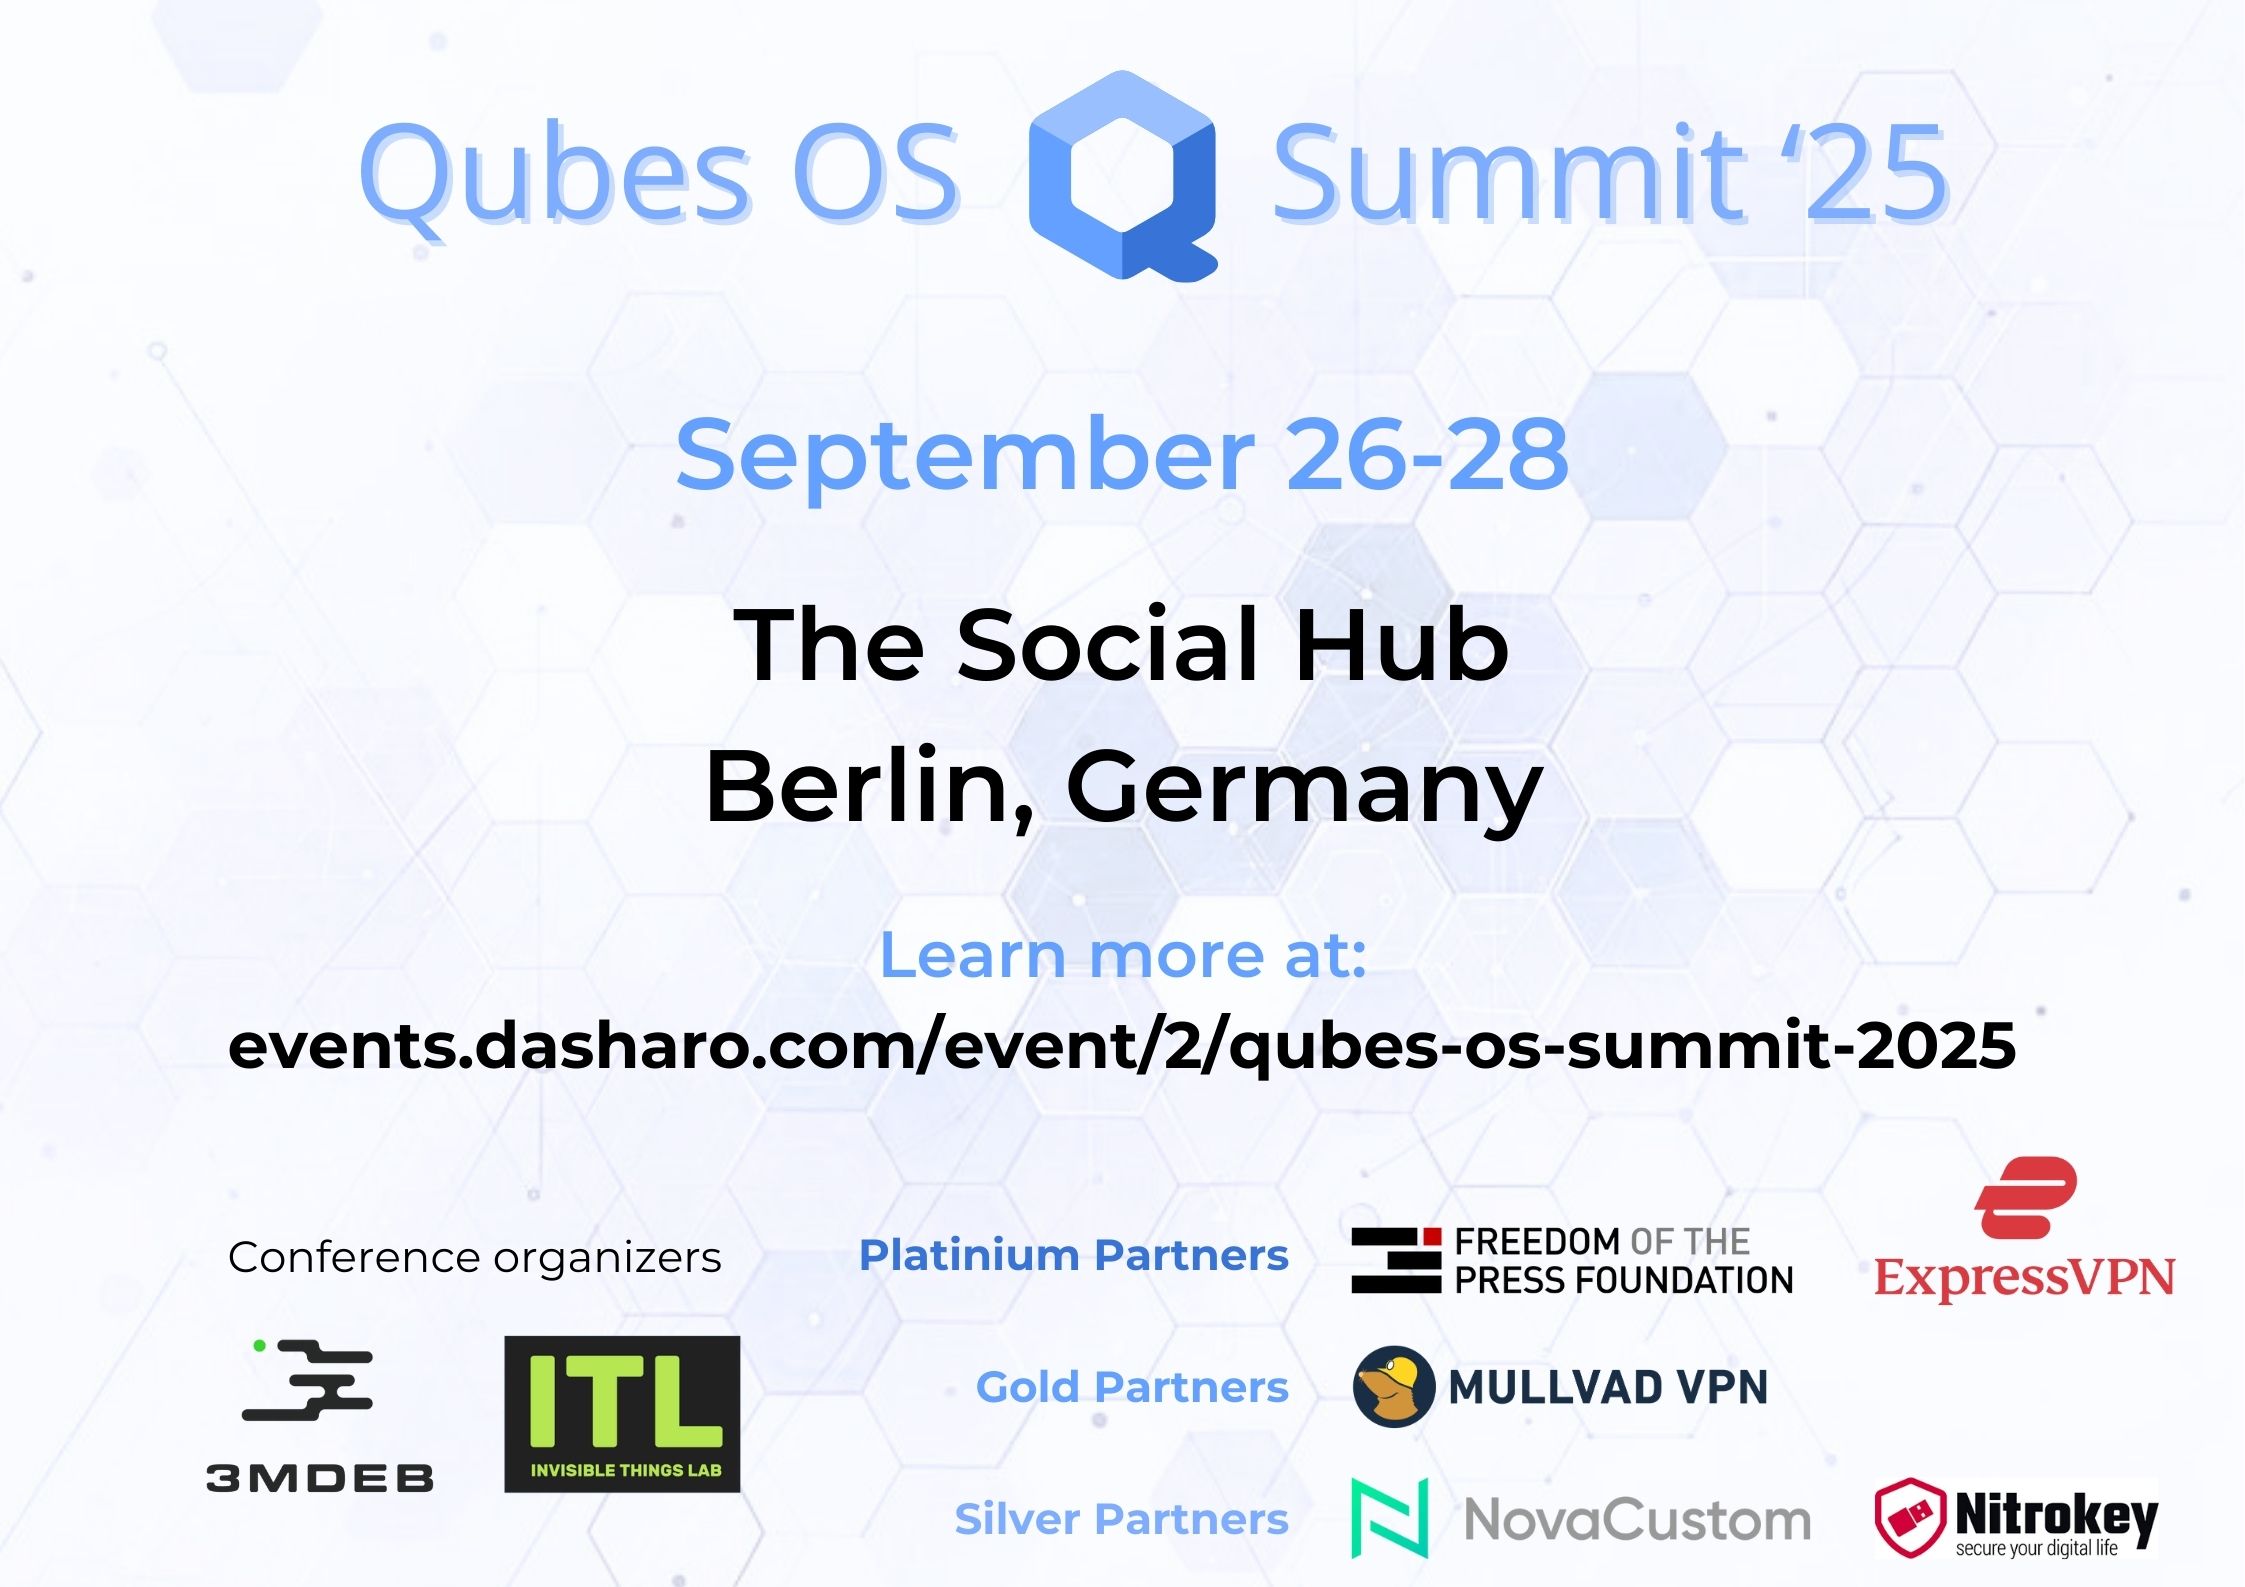 Qubes OS Summit ‘25
September 26-28
The Social Hub
Berlin, Germany
Learn more at:
events.dasharo.com/event/2/qubes-os-summit-2025
Conference organizers
3MDEB
ITL
INVISIBLE THINGS LAB
Platinium Partners
FREEDOM OF THE
PRESS FOUNDATION
ExpressVPN
Gold Partners
MULLVAD VPN
Silver Partners
NovaCustom
Nitrokey
secure your digital life